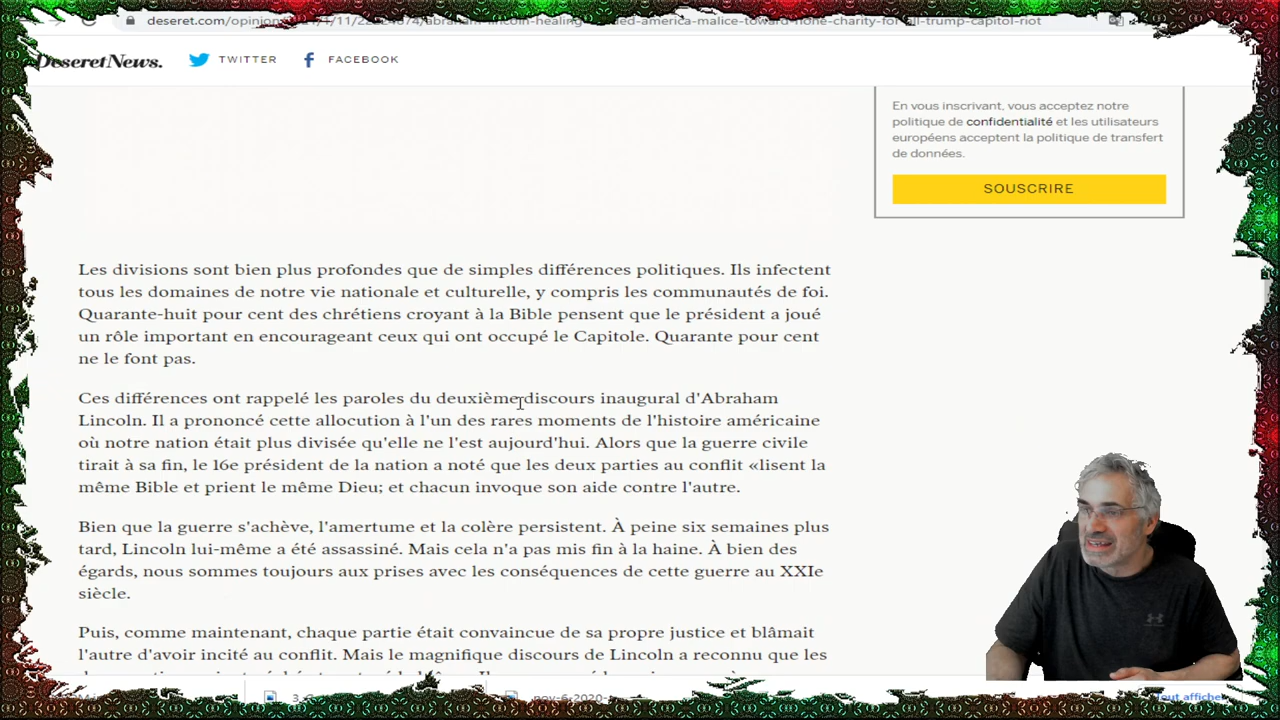 DeseretNews.
TWITTER
FACEBOOK
En vous inscrivant, vous acceptez notre
politique de confidentialité et les utilisateurs
européens acceptent la politique de transfert
de données.
SOUSCRIRE
Les divisions sont bien plus profondes que de simples différences politiques. Ils infectent
tous les domaines de notre vie nationale et culturelle, y compris les communautés de foi.
Quarante-huit pour cent des chrétiens croyant à la Bible pensent que le président a joué
un rôle important en encourageant ceux qui ont occupé le Capitole. Quarante pour cent
ne le font pas.
Ces différences ont rappelé les paroles du deuxième discours inaugural d'Abraham
Lincoln. Il a prononcé cette allocution à l'un des rares moments de l'histoire américaine
où notre nation était plus divisée qu'elle ne l'est aujourd'hui. Alors que la guerre civile
tirait à sa fin, le 16e président de la nation a noté que les deux parties au conflit «lisent la
même Bible et prient le même Dieu; et chacun invoque son aide contre l'autre.
Bien que la guerre s'achève, l'amertume et la colère persistent. À peine six semaines plus
tard, Lincoln lui-même a été assassiné. Mais cela n'a pas mis fin à la haine. À bien des
égards, nous sommes toujours aux prises avec les conséquences de cette guerre au XXIe
siècle.
Puis, comme maintenant, chaque partie était convaincue de sa propre justice et blâmait
l'autre d'avoir incité au conflit. Mais le magnifique discours de Lincoln a reconnu que les